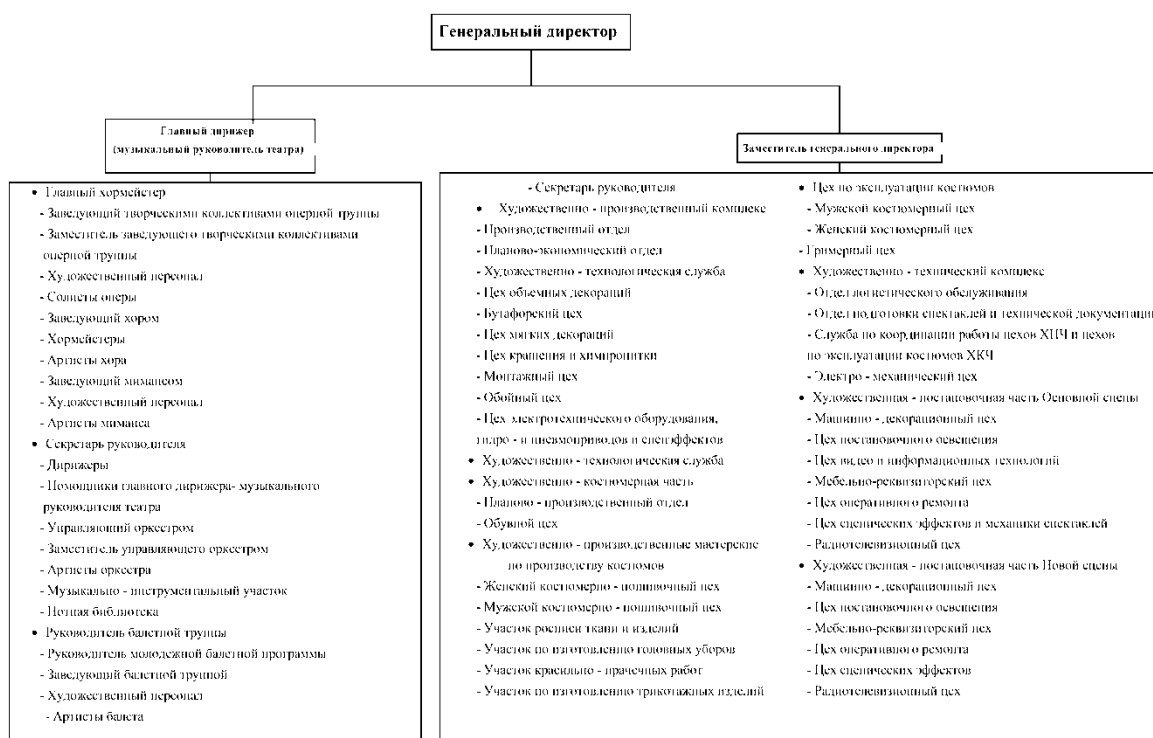 Генеральный директор
Главный дирижер
(музыкальный руководитель театра)
Заместитель генерального директора
• Главный хормейстер
- Заведующий творческими коллективами оперной труппы
- Заместитель заведующего творческими коллективами
оперной труппы
- Художественный персонал
- Солисты оперы
- Заведующий хором
- Хормейстеры
- Артисты хора
- Заведующий мимансом
- Художественный персонал
- Артисты миманса
• Секретарь руководителя
- Дирижеры
- Помощники главного дирижера- музыкального
руководителя театра
- Управляющий оркестром
- Заместитель управляющего оркестром
- Артисты оркестра
- Музыкально - инструментальный участок
- Нотная библиотека
• Руководитель балетной труппы
- Руководитель молодежной балетной программы
- Заведующий балетной труппой
- Художественный персонал
- Артисты балета
- Секретарь руководителя
• Художественно - производственный комплекс
- Производственный отдел
- Планово-экономический отдел
- Художественно - технологическая служба
- Цех объемных декораций
- Бутафорский цех
- Цех мягких декораций
- Цех крашения и химпропитки
- Монтажный цех
- Обойный цех
- Цех электротехнического оборудования,
гидро - и пневмоприводов и спецэффектов
• Художественно - технологическая служба
• Художественно - костюмерная часть
- Планово - производственный отдел
- Обувной цех
• Художественно - производственные мастерские
по производству костюмов
- Женский костюмерно - пошивочный цех
- Мужской костюмерно - пошивочный цех
- Участок росписи ткани и изделий
- Участок по изготовлению головных уборов
- Участок красильно - прачечных работ
- Участок по изготовлению трикотажных изделий
• Цех по эксплуатации костюмов
- Мужской костюмерный цех
- Женский костюмерный цех
- Гримерный цех
• Художественно - технический комплекс
- Отдел логистического обслуживания
- Отдел подготовки спектаклей и технической документации
- Служба по координации работы цехов ХПЧ и цехов
по эксплуатации костюмов ХКЧ
- Электро - механический цех
• Художественная - постановочная часть Основной сцены
- Машинно - декорационный цех
- Цех постановочного освещения
- Цех видео и информационных технологий
- Мебельно-реквизиторский цех
- Цех оперативного ремонта
- Цех сценических эффектов и механики спектаклей
- Радиотелевизионный цех
• Художественная - постановочная часть Новой сцены
- Машинно - декорационный цех
- Цех постановочного освещения
- Мебельно-реквизиторский цех
- Цех оперативного ремонта
- Цех сценических эффектов
- Радиотелевизионный цех